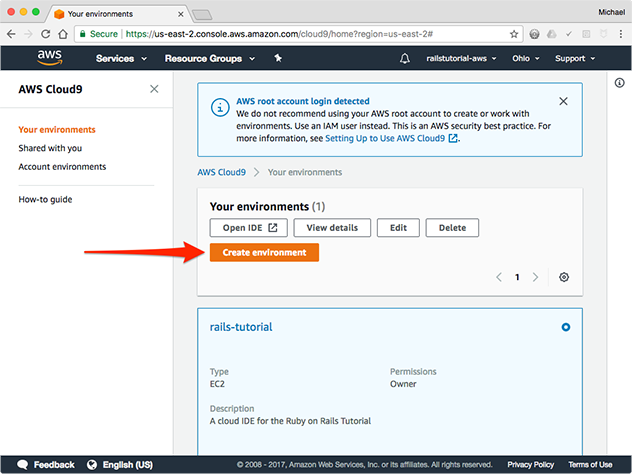 Your environments
Michael
Secure
https://us-east-2.console.aws.amazon.com/cloud9/home?region=us-east-2#
aws
Services
Resource Groups
railstutorial-aws
Ohio
Support
AWS Cloud9
Your environments
Shared with you
Account environments
How-to guide
AWS root account login detected
We do not recommend using your AWS root account to create or work with
environments. Use an IAM user instead. This is an AWS security best practice. For
more information, see Setting Up to Use AWS Cloud9.
AWS Cloud9 > Your environments
Your environments (1)
Open IDE
View details
Edit
Delete
Create environment
1
rails-tutorial
Type
EC2
Permissions
Owner
Description
A cloud IDE for the Ruby on Rails Tutorial
Feedback
English (US)
© 2008 - 2017, Amazon Web Services, Inc. or its affiliates. All rights reserved.
Privacy Policy
Terms of Use